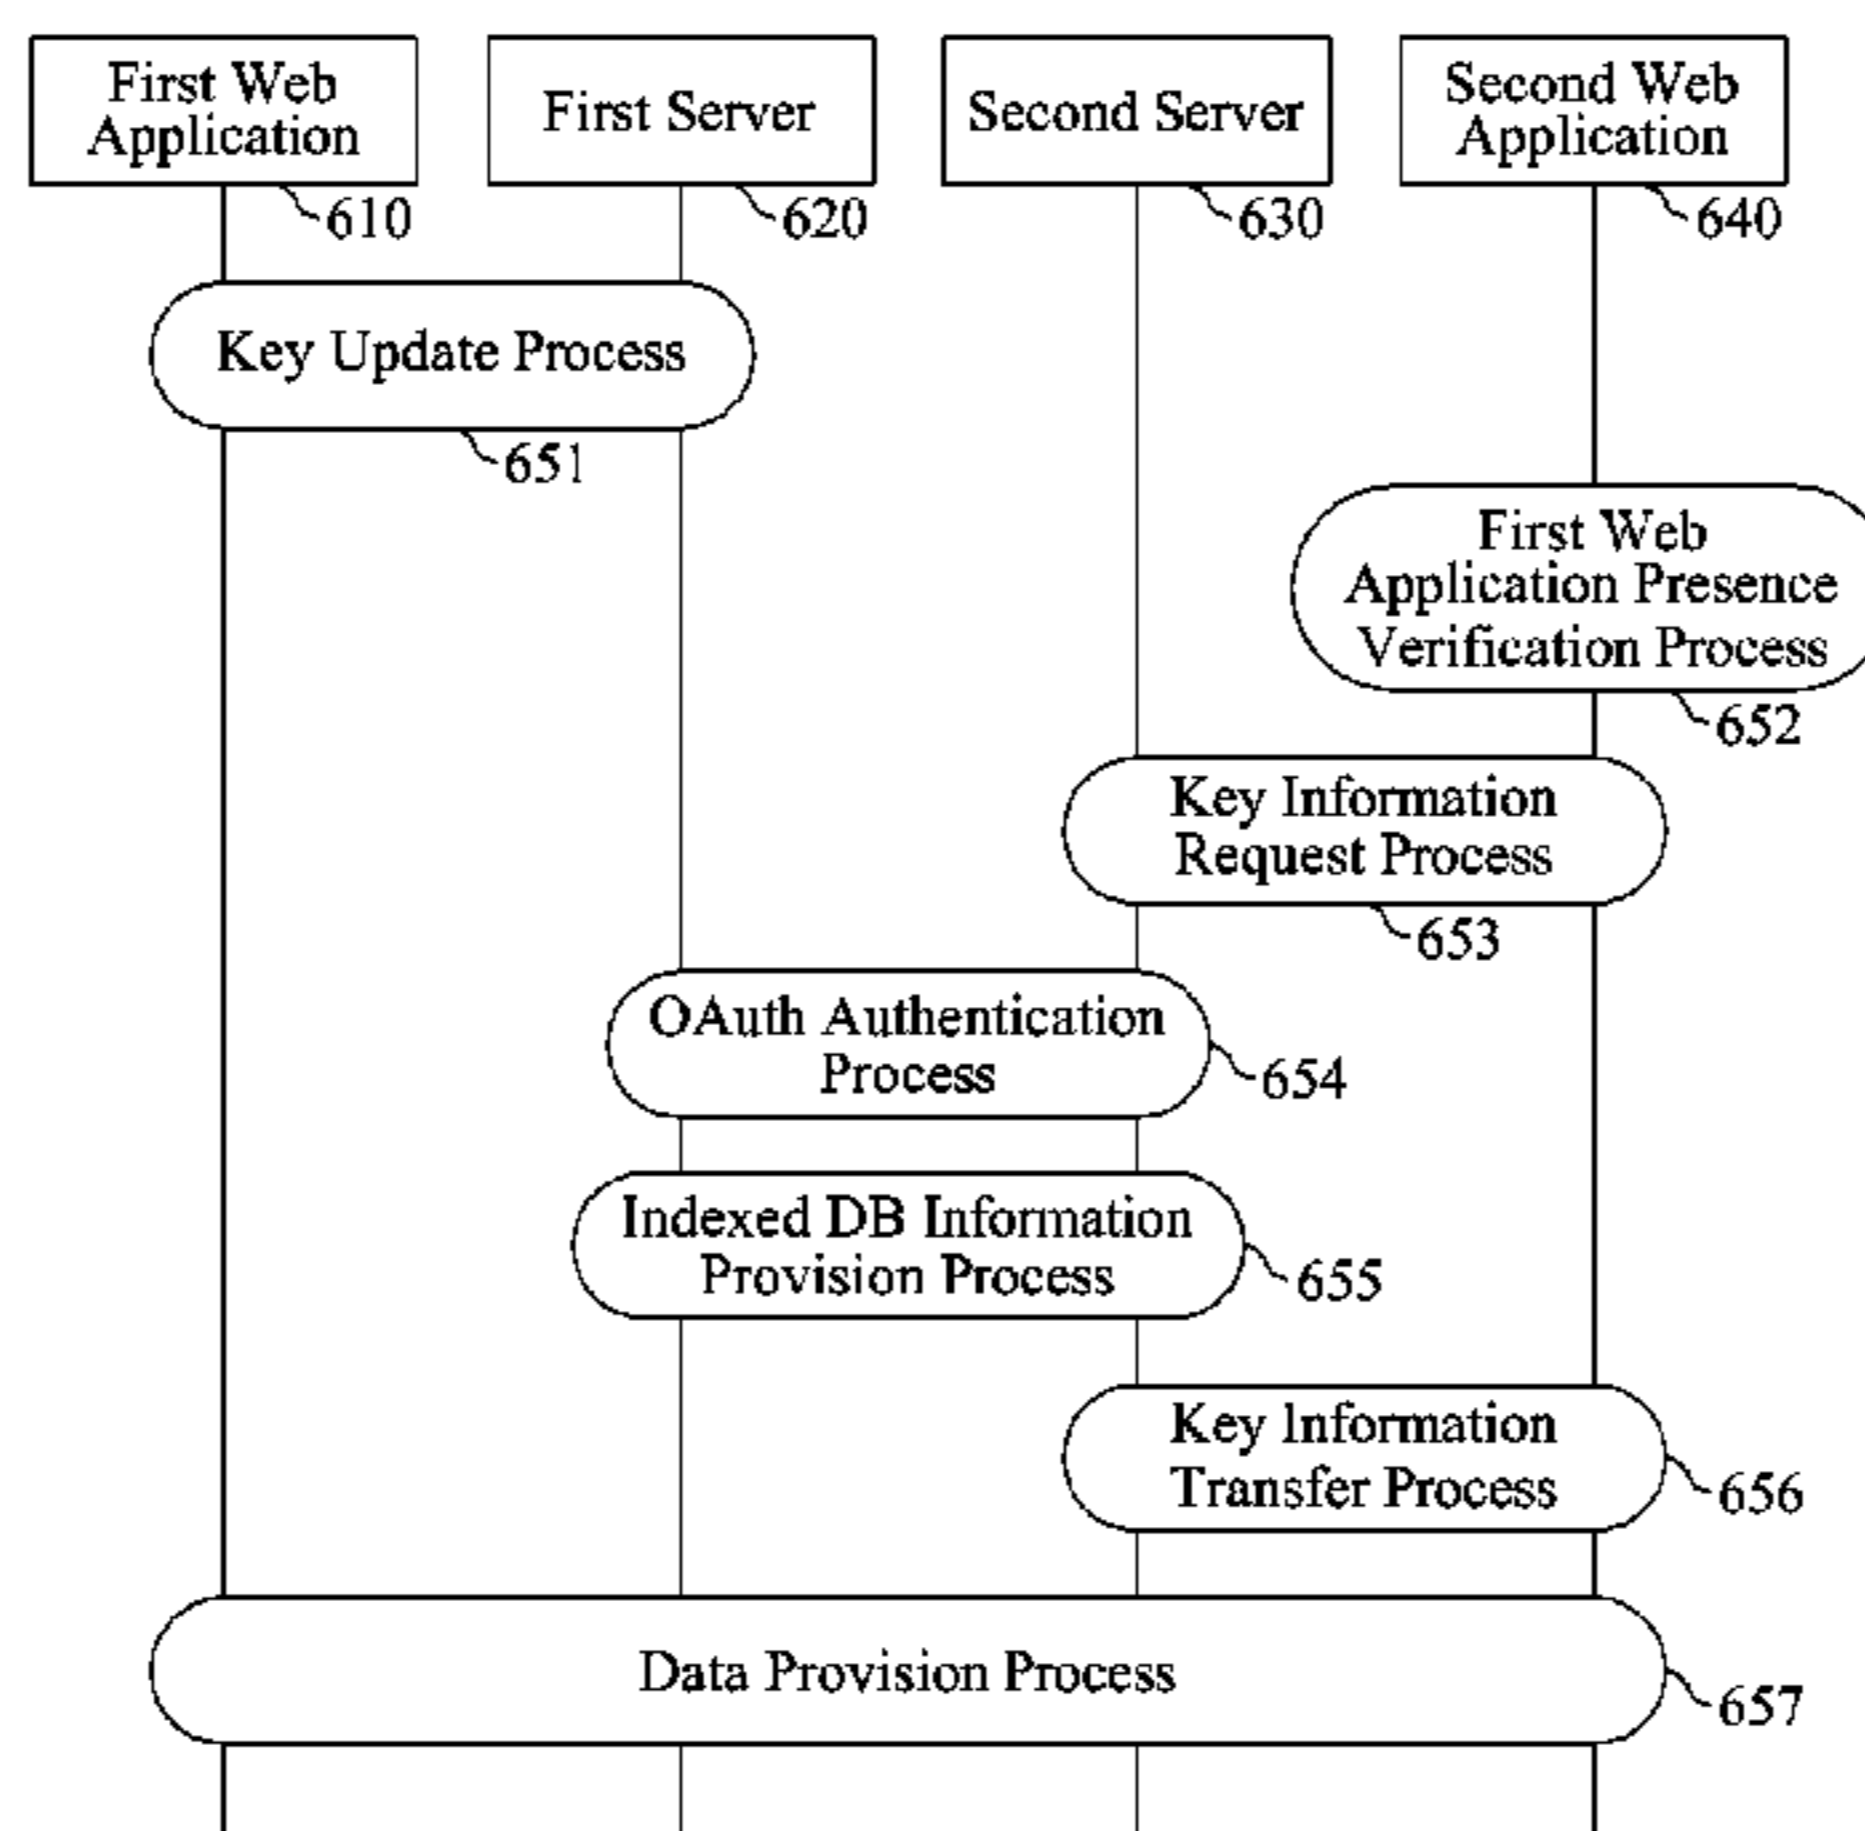 First Web
Application
610
First Server
620
Second Server
630
Second Web
Application
640
Key Update Process
651
First Web
Application Presence
Verification Process
652
Key Information
Request Process
653
OAuth Authentication
Process
654
Indexed DB Information
Provision Process
655
Key Information
Transfer Process
656
Data Provision Process
657